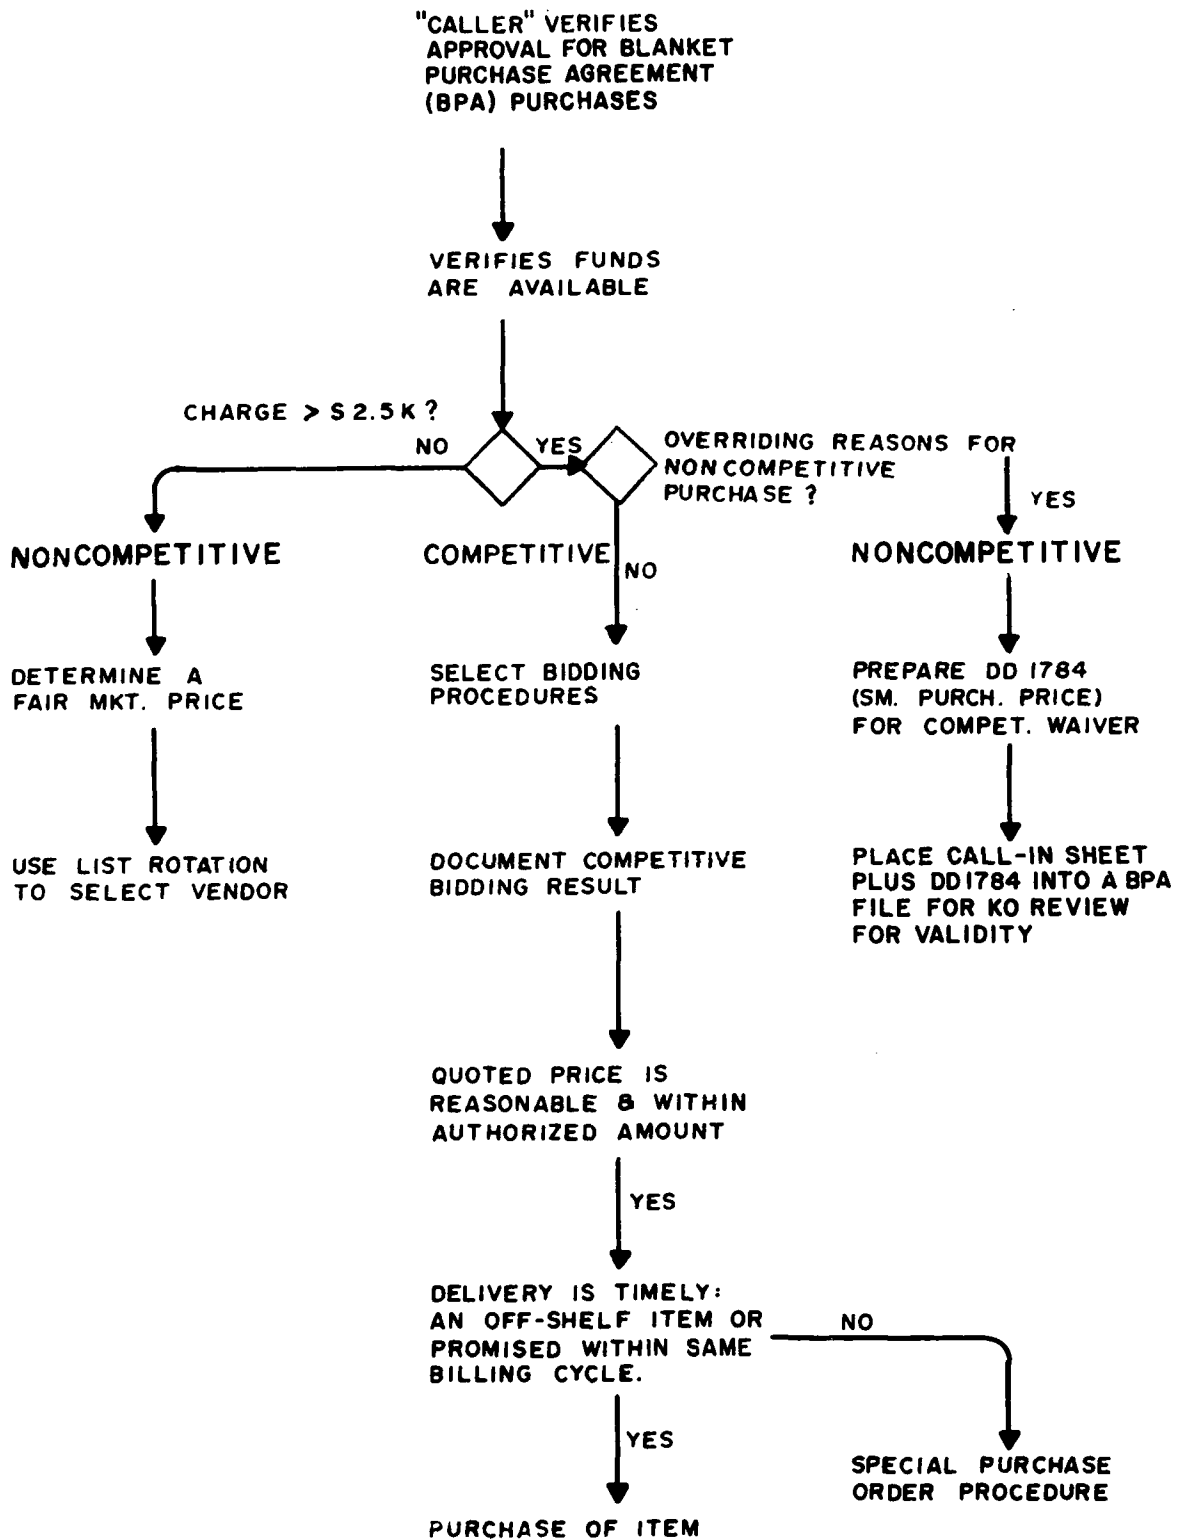 "CALLER" VERIFIES
APPROVAL FOR BLANKET
PURCHASE AGREEMENT
(BPA) PURCHASES
VERIFIES FUNDS
ARE AVAILABLE
CHARGE > $ 2.5 K ?
NO
YES
OVERRIDING REASONS FOR
NONCOMPETITIVE
PURCHASE ?
YES
NONCOMPETITIVE
COMPETITIVE
NO
NONCOMPETITIVE
DETERMINE A
FAIR MKT. PRICE
SELECT BIDDING
PROCEDURES
PREPARE DD 1784
(SM. PURCH. PRICE)
FOR COMPET. WAIVER
USE LIST ROTATION
TO SELECT VENDOR
DOCUMENT COMPETITIVE
BIDDING RESULT
PLACE CALL-IN SHEET
PLUS DD1784 INTO A BPA
FILE FOR KO REVIEW
FOR VALIDITY
QUOTED PRICE IS
REASONABLE & WITHIN
AUTHORIZED AMOUNT
YES
DELIVERY IS TIMELY:
AN OFF-SHELF ITEM OR
PROMISED WITHIN SAME
BILLING CYCLE.
NO
YES
SPECIAL PURCHASE
ORDER PROCEDURE
PURCHASE OF ITEM